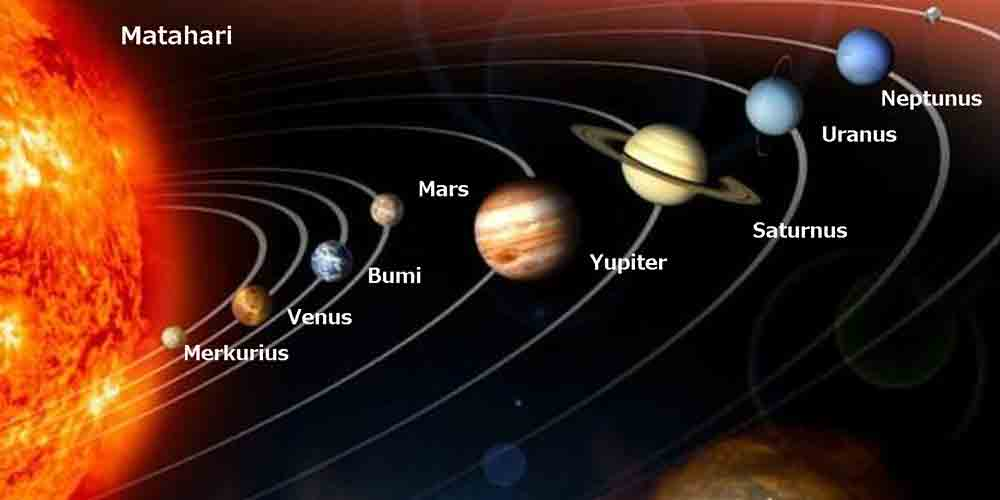 Matahari
Neptunus
Uranus
Mars
Saturnus
Yupiter
Bumi
Venus
Merkurius